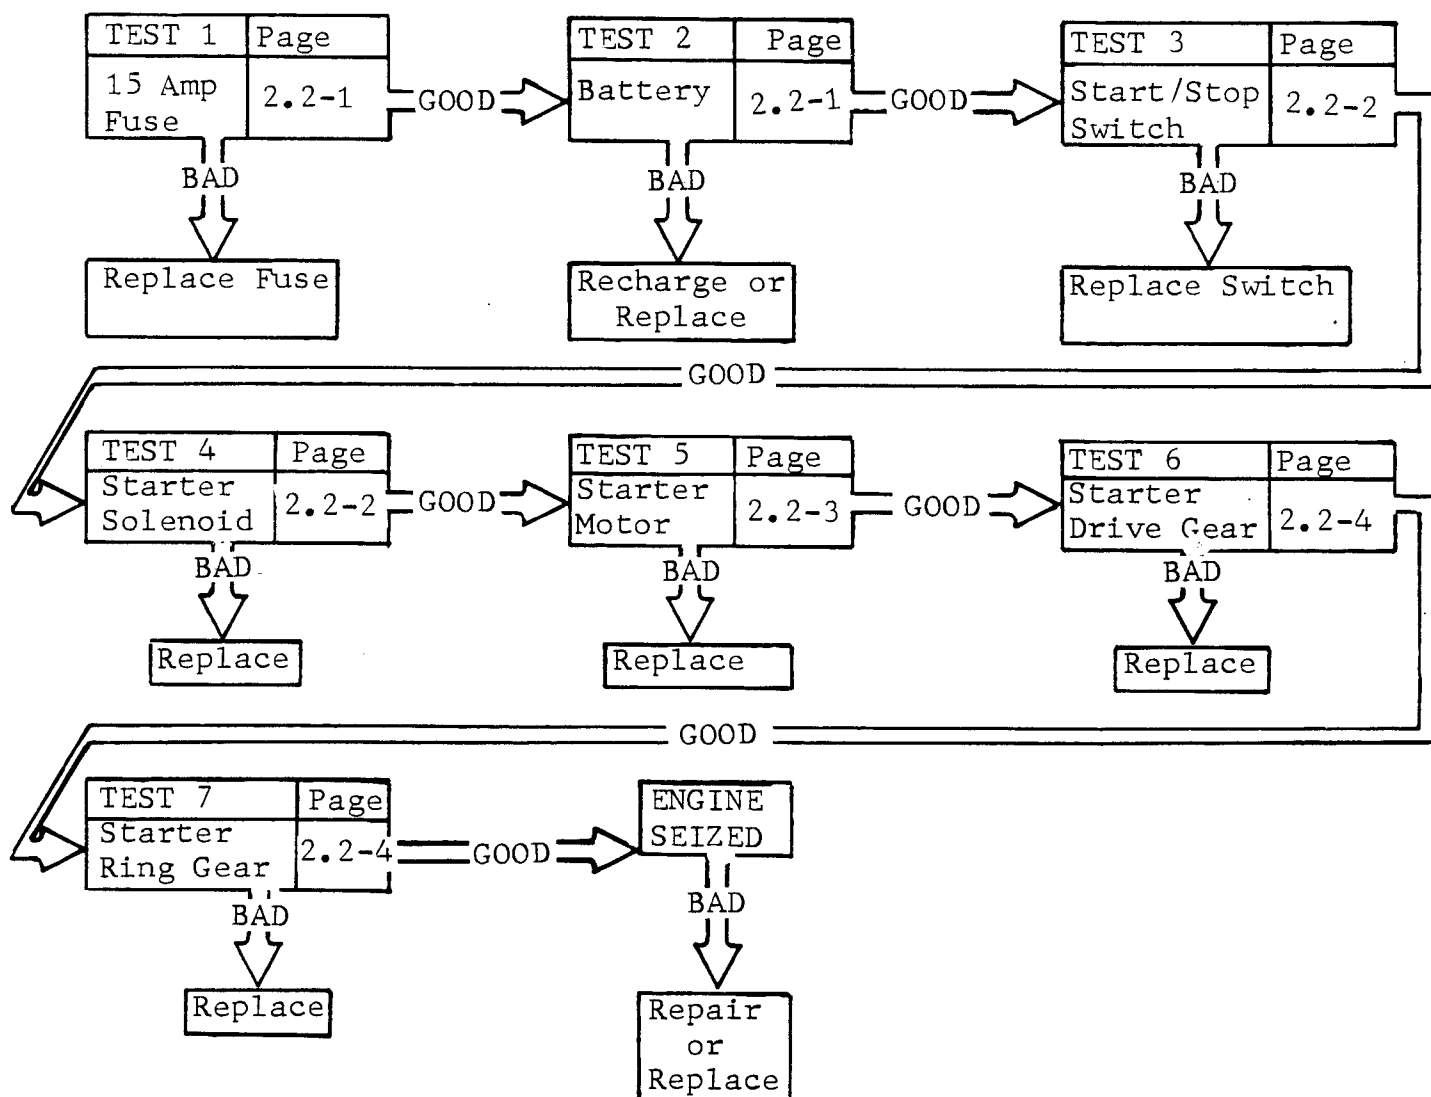 TEST 1 Page
15 Amp
Fuse
2.2-1
GOOD
TEST 2 Page
Battery 2.2-1
GOOD
TEST 3 Page
Start/Stop
Switch
2.2-2
BAD
BAD
BAD
Replace Fuse
Recharge or
Replace
Replace Switch
GOOD
TEST 4 Page
Starter
Solenoid
2.2-2
GOOD
TEST 5 Page
Starter
Motor
2.2-3
GOOD
TEST 6 Page
Starter
Drive Gear
2.2-4
BAD
BAD
BAD
Replace
Replace
Replace
GOOD
TEST 7 Page
Starter
Ring Gear
2.2-4
GOOD
ENGINE
SEIZED
BAD
BAD
Replace
Repair
or
Replace